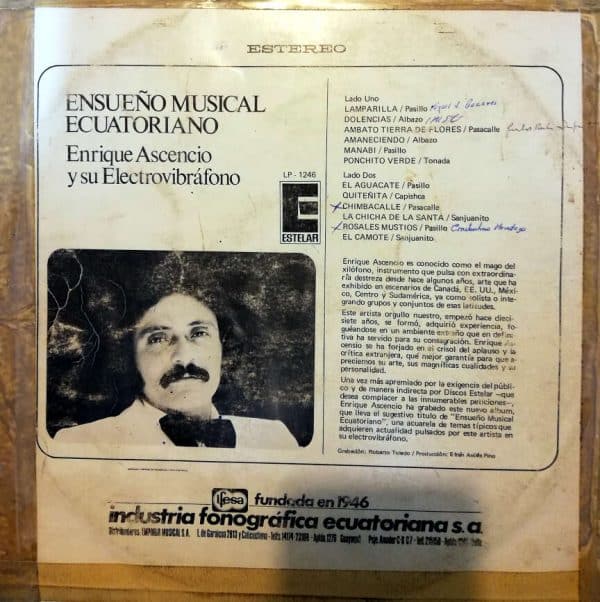 ESTEREO
ENSUEÑO MUSICAL
ECUATORIANO
Enrique Ascencio
y su Electrovibráfono
LP - 1246
E
ESTELAR
Lado Uno
LAMPARILLA / Pasillo
DOLENCIAS / Albazo
AMBATO TIERRA DE FLORES / Pasacalle
AMANECIENDO / Albazo
MANABI / Pasillo
PONCHITO VERDE / Tonada
Lado Dos
EL AGUACATE / Pasillo
QUITEÑITA / Capishca
CHIMBACALLE / Pasacalle
LA CHICHA DE LA SANTA / Sanjuanito
ROSALES MUSTIOS / Pasillo
EL CAMOTE / Sanjuanito
Enrique Ascencio es conocido como el mago del
xilófono, instrumento que pulsa con extraordina-
ria destreza desde hace algunos años, arte que ha
exhibido en escenarios de Canadá, EE. UU., Méxi-
co, Centro y Sudamérica, ya como solista o inte-
grando grupos y conjuntos de esas latitudes.
Este artista orgullo nuestro, empezó hace dieci-
siete años, se formó, adquirió experiencia, fo-
gueándose en un ambiente extraño que en defini-
tiva ha servido para su consagración. Enrique As-
cencio se ha forjado en el crisol del aplauso y la
crítica extranjera, qué mejor garantía para que a-
preciemos su arte, sus magníficas cualidades y su
personalidad.
Una vez más apremiado por la exigencia del públi-
co y de manera indirecta por Discos Estelar —que
desea complacer a las innumerables peticiones—,
Enrique Ascencio ha grabado este nuevo álbum,
que lleva el sugestivo título de "Ensueño Musical
Ecuatoriano", una acuarela de temas típicos que
adquieren actualidad pulsados por este artista en
su electrovibráfono.
Grabación: Roberto Toledo / Producción: Efraín
ifesa fundada en 1946
industria fonográfica ecuatoriana s.a.
Distribuidores: EMPORIO MUSICAL S.A.